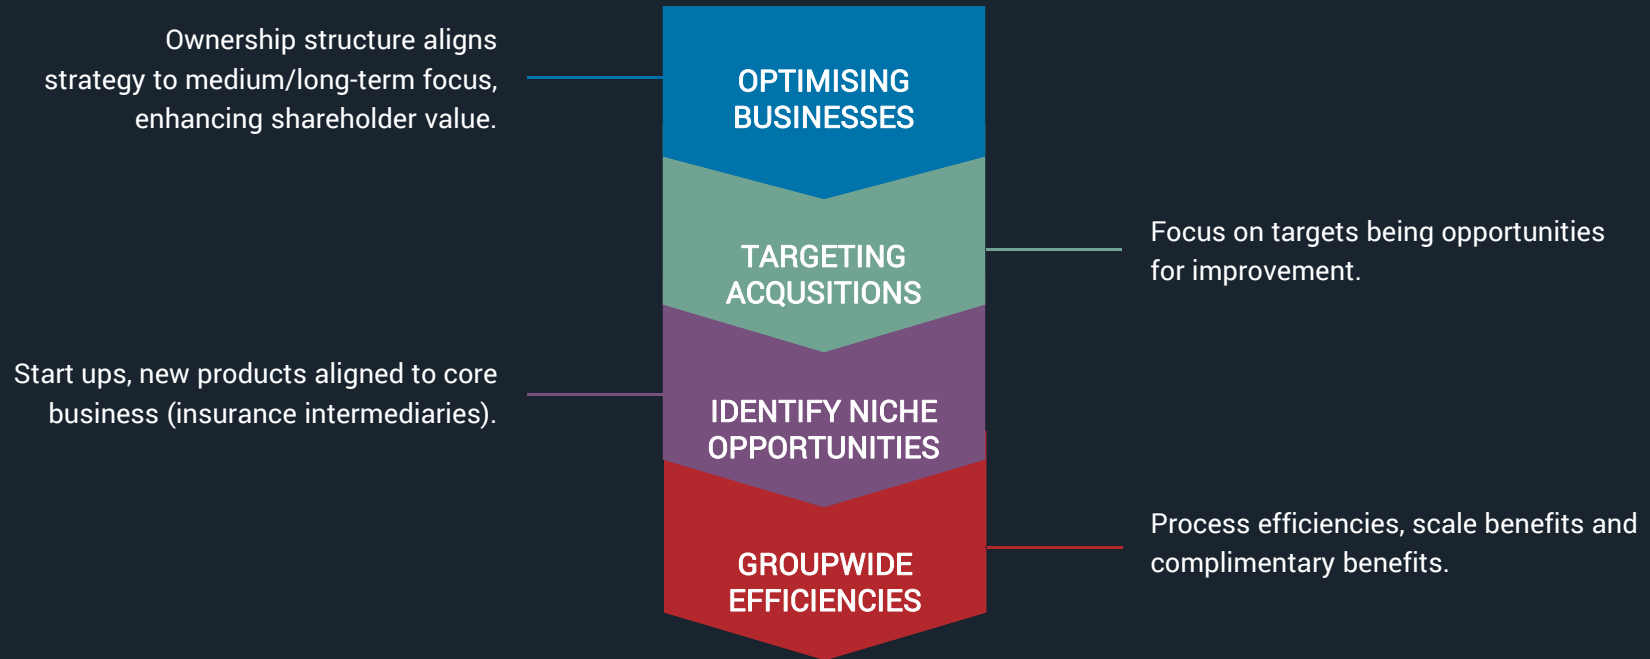 Ownership structure aligns
strategy to medium/long-term focus,
enhancing shareholder value.
OPTIMISING
BUSINESSES
TARGETING
ACQUSITIONS
Focus on targets being opportunities
for improvement.
Start ups, new products aligned to core
business (insurance intermediaries).
IDENTIFY NICHE
OPPORTUNITIES
GROUPWIDE
EFFICIENCIES
Process efficiencies, scale benefits and
complimentary benefits.